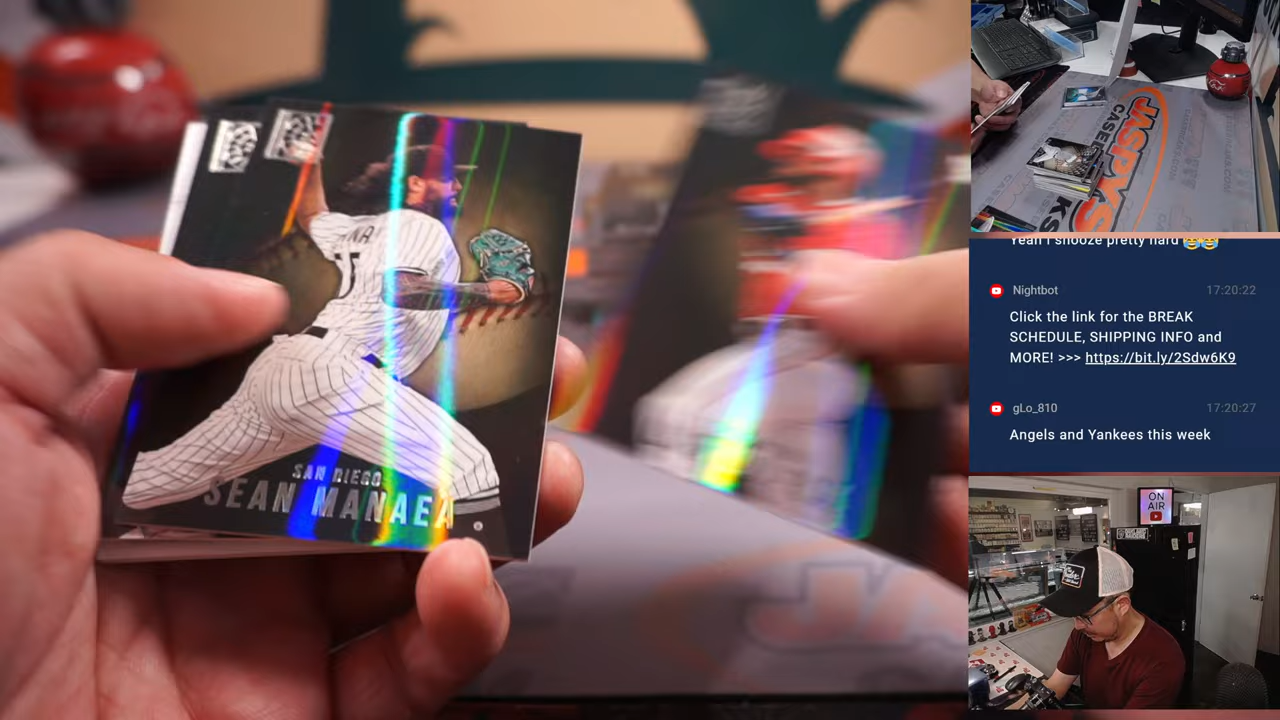 SAN DIEGO
SEAN MANAEA
JASPY'S
CASE
Yeah I snooze pretty hard
Nightbot
17:20:22
Click the link for the BREAK
SCHEDULE, SHIPPING INFO and
MORE! >>> https://bit.ly/2Sdw6K9
gLo_810
17:20:27
Angels and Yankees this week
ON
AIR